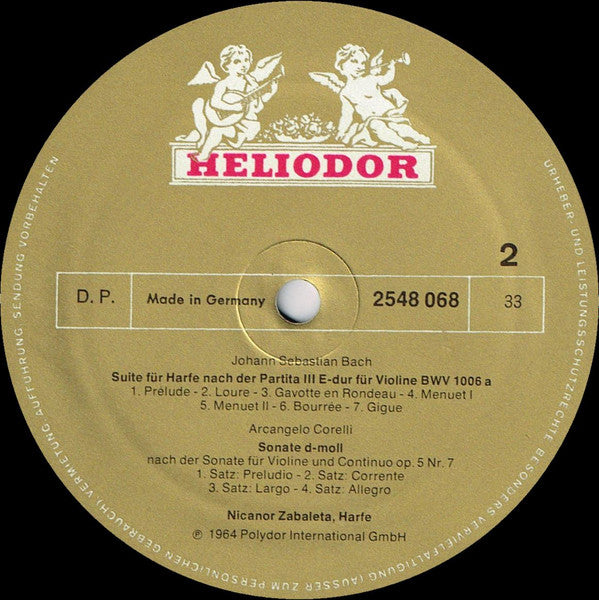 HELIODOR
2
D. P.
Made in Germany
2548 068
33
Johann Sebastian Bach
Suite für Harfe nach der Partita III E-dur für Violine BWV 1006 a
1. Prélude - 2. Loure - 3. Gavotte en Rondeau - 4. Menuet I
5. Menuet II - 6. Bourrée - 7. Gigue
Arcangelo Corelli
Sonate d-moll
nach der Sonate für Violine und Continuo op. 5 Nr. 7
1. Satz: Preludio - 2. Satz: Corrente
3. Satz: Largo - 4. Satz: Allegro
Nicanor Zabaleta, Harfe
℗ 1964 Polydor International GmbH
URHEBER- UND LEISTUNGSSCHUTZRECHTE BESONDERS VERVIELFÄLTIGUNG (AUSSER ZUM PERSÖNLICHEN GEBRAUCH) VERMIETUNG AUFFÜHRUNG SENDUNG VORBEHALTEN